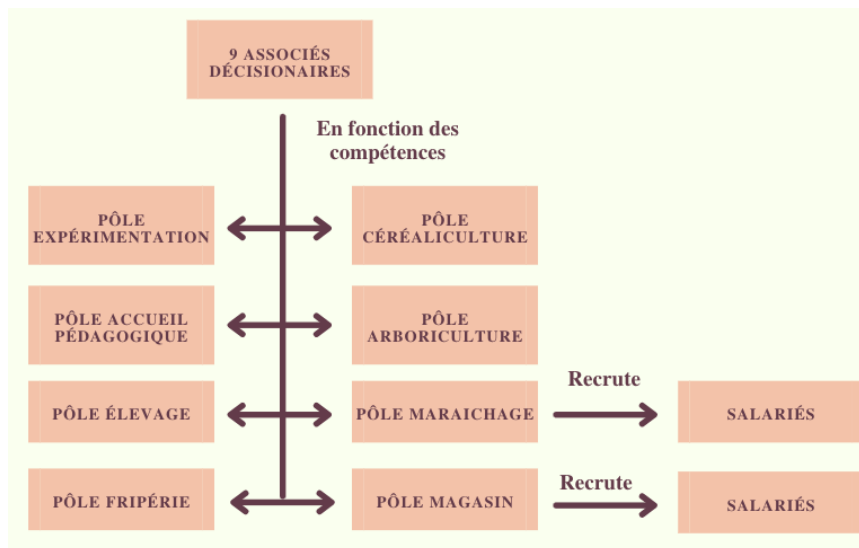 9 ASSOCIÉS
DÉCISIONAIRES
En fonction des
compétences
PÔLE
EXPÉRIMENTATION
PÔLE
CÉRÉALICULTURE
PÔLE ACCUEIL
PÉDAGOGIQUE
PÔLE
ARBORICULTURE
PÔLE ÉLEVAGE
PÔLE MARAICHAGE
Recrute
SALARIÉS
PÔLE FRIPÉRIE
PÔLE MAGASIN
Recrute
SALARIÉS